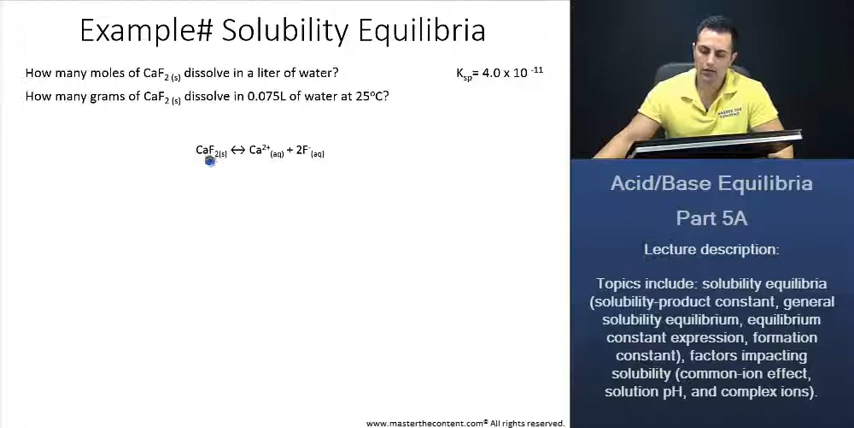 Example# Solubility Equilibria
How many moles of CaF2 (s) dissolve in a liter of water?
Ksp= 4.0 x 10 -11
How many grams of CaF2 (s) dissolve in 0.075L of water at 25°C?
CaF2(s) ↔ Ca2+(aq) + 2F-(aq)
MASTER THE
CONTENT
Acid/Base Equilibria
Part 5A
Lecture description:
Topics include: solubility equilibria
(solubility-product constant, general
solubility equilibrium, equilibrium
constant expression, formation
constant), factors impacting
solubility (common-ion effect,
solution pH, and complex ions).
www.masterthecontent.com® All rights reserved.